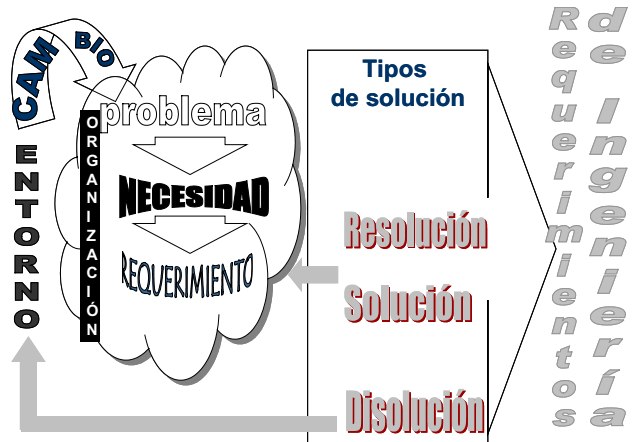 CAMBIO
ENTORNO
ORGANIZACIÓN
problema
NECESIDAD
REQUERIMIENTO
Tipos
de solución
Resolución
Solución
Disolución
Requerimientos
de Ingeniería